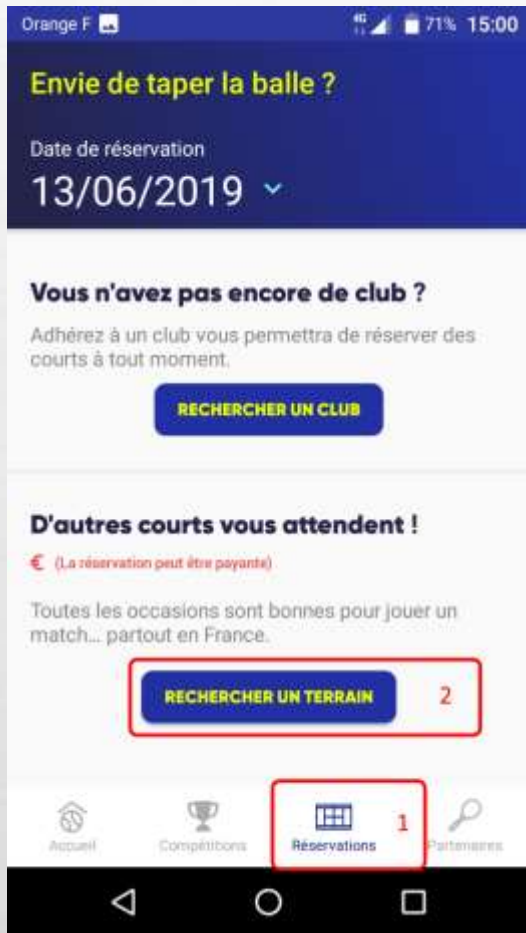 Orange F 4G 71% 15:00
Envie de taper la balle ?
Date de réservation
13/06/2019
Vous n'avez pas encore de club ?
Adhérez à un club vous permettra de réserver des
courts à tout moment.
RECHERCHER UN CLUB
D'autres courts vous attendent !
€ (La réservation peut être payante)
Toutes les occasions sont bonnes pour jouer un
match... partout en France.
RECHERCHER UN TERRAIN 2
1
Accueil Compétitions Réservations Partenaires